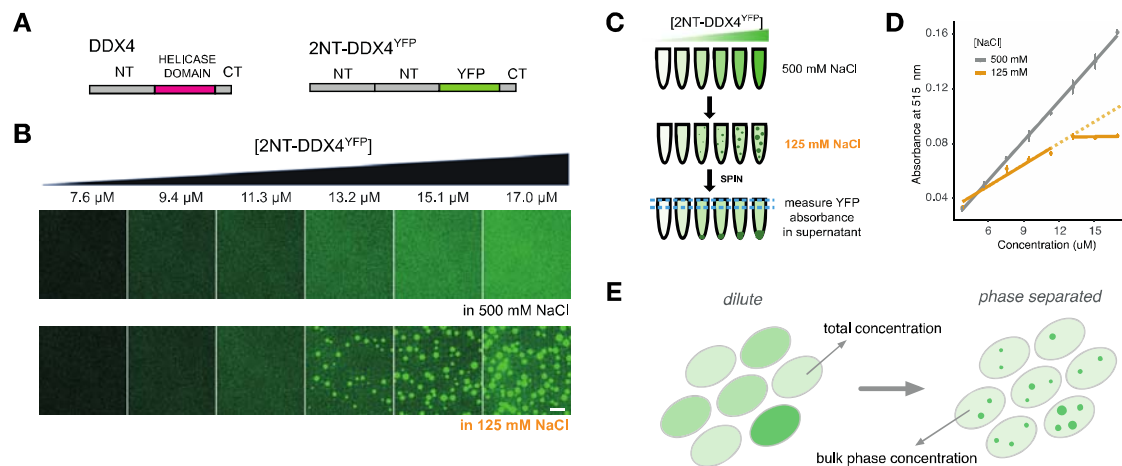 A
DDX4
NT
HELICASE
DOMAIN
CT
2NT-DDX4YFP
NT
NT
YFP
CT
B
[2NT-DDX4YFP]
7.6 µM
9.4 µM
11.3 µM
13.2 µM
15.1 µM
17.0 µM
in 500 mM NaCl
in 125 mM NaCl
C
[2NT-DDX4YFP]
500 mM NaCl
125 mM NaCl
SPIN
measure YFP
absorbance
in supernatant
D
[NaCl]
500 mM
125 mM
Absorbance at 515 nm
0.16
0.12
0.08
0.04
6
9
12
15
Concentration (uM)
E
dilute
phase separated
total concentration
bulk phase concentration